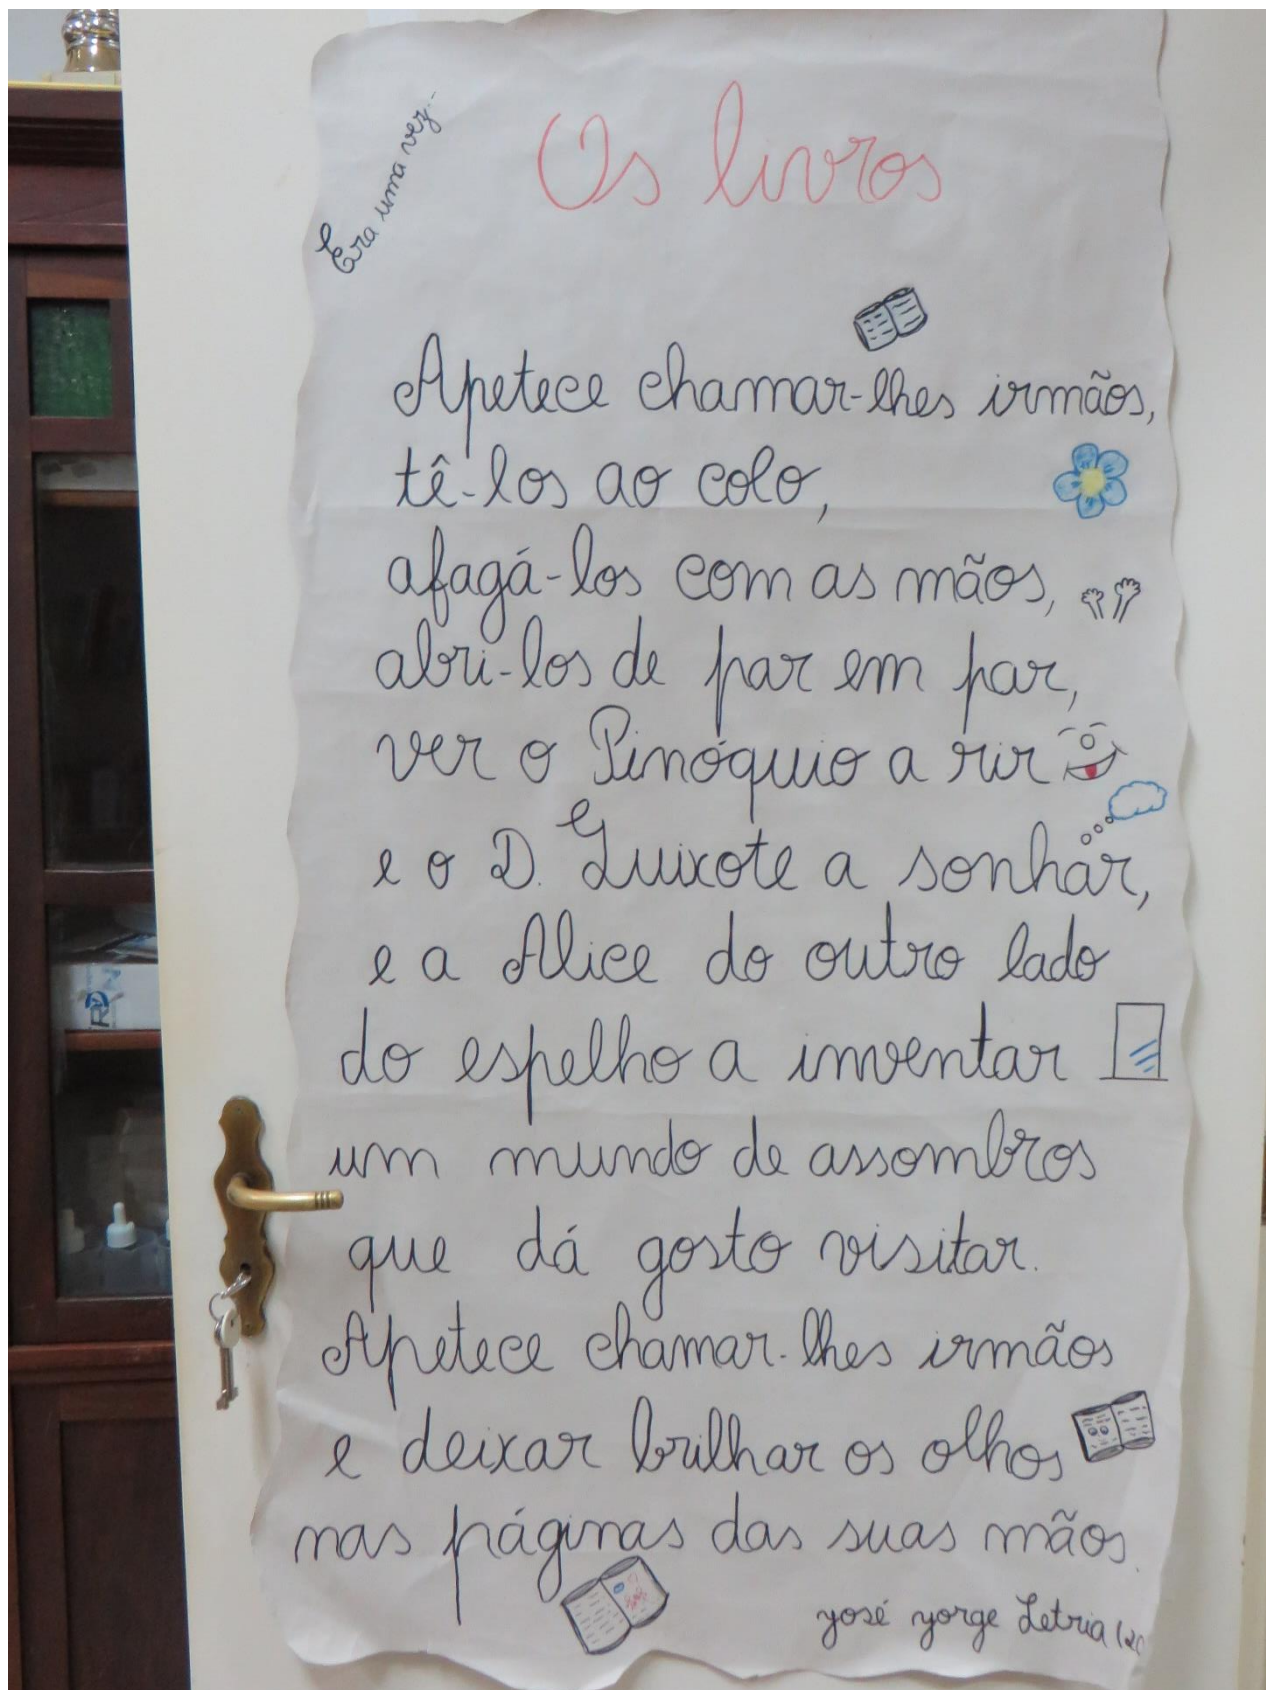 Era uma vez...
Os livros
Apetece chamar-lhes irmãos,
tê-los ao colo,
afagá-los com as mãos,
abri-los de par em par,
ver o Pinóquio a rir
e o D. Quixote a sonhar,
e a Alice do outro lado
do espelho a inventar
um mundo de assombros
que dá gosto visitar.
Apetece chamar-lhes irmãos
e deixar brilhar os olhos
nas páginas das suas mãos.
José Jorge Letria